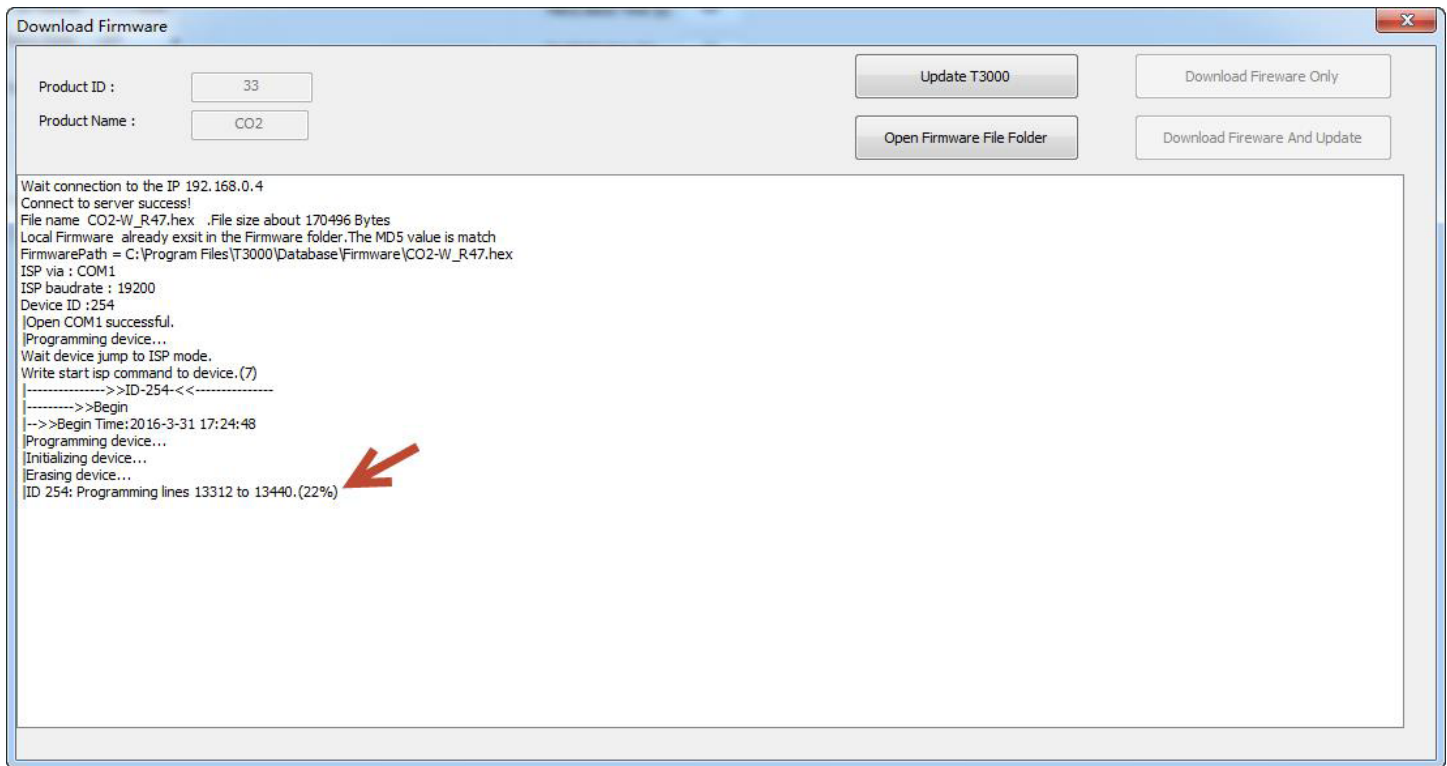 Download Firmware
Product ID : 33
Product Name : CO2
Update T3000
Download Fireware Only
Open Firmware File Folder
Download Fireware And Update
Wait connection to the IP 192.168.0.4
Connect to server success!
File name CO2-W_R47.hex .File size about 170496 Bytes
Local Firmware already exsit in the Firmware folder.The MD5 value is match
FirmwarePath = C:\Program Files\T3000\Database\Firmware\CO2-W_R47.hex
ISP via : COM1
ISP baudrate : 19200
Device ID :254
|Open COM1 successful.
|Programming device...
Wait device jump to ISP mode.
Write start isp command to device.(7)
|--------------->>ID-254-<<---------------
|--------->>Begin
|-->>Begin Time:2016-3-31 17:24:48
|Programming device...
|Initializing device...
|Erasing device...
|ID 254: Programming lines 13312 to 13440.(22%)